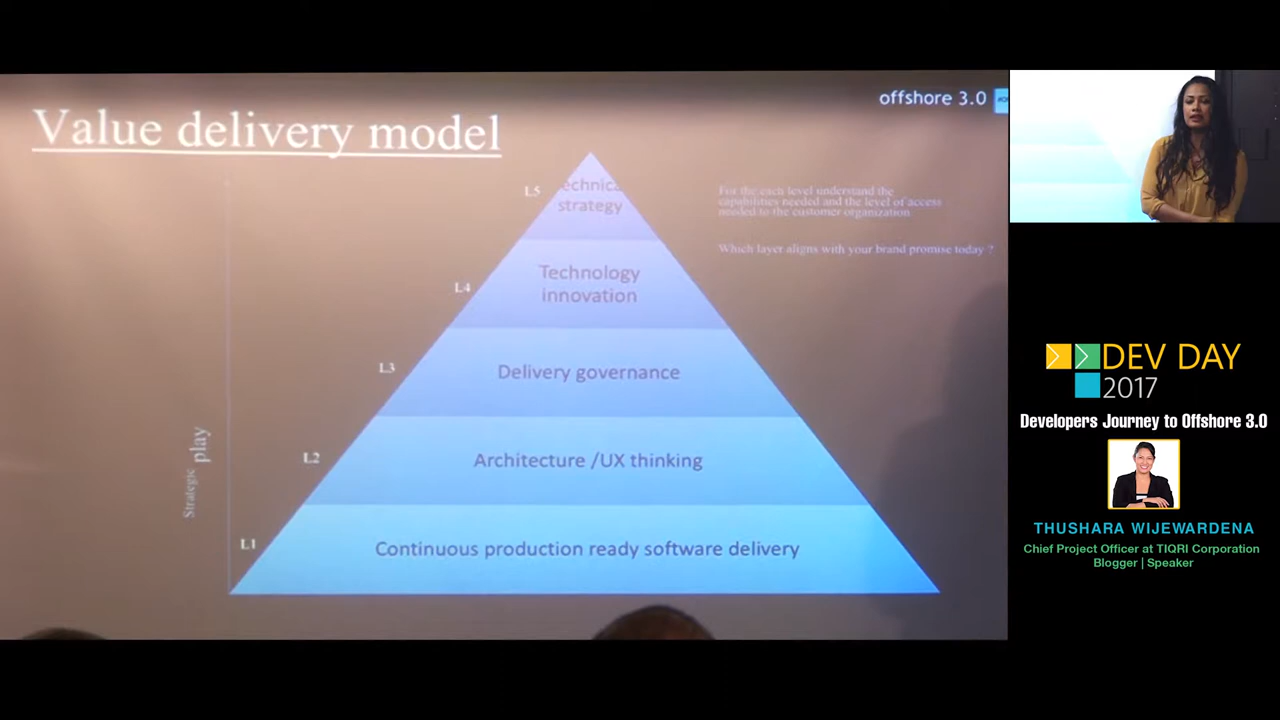 Value delivery model
offshore 3.0
L5
echnica
strategy
For the each level understand the
capabilities needed and the level of access
needed to the customer organization
Which layer aligns with your brand promise today ?
L4
Technology
innovation
L3
Delivery governance
L2
Architecture /UX thinking
L1
Continuous production ready software delivery
Strategic play
DEV DAY
2017
Developers Journey to Offshore 3.0
THUSHARA WIJEWARDENA
Chief Project Officer at TIQRI Corporation
Blogger | Speaker